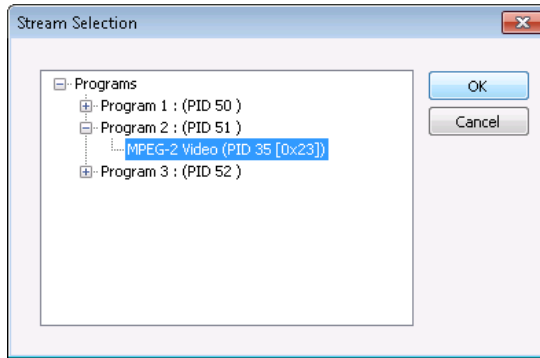 Stream Selection
Programs
OK
Program 1 : (PID 50 )
Program 2 : (PID 51 )
Cancel
MPEG-2 Video (PID 35 [0x23])
Program 3 : (PID 52 )